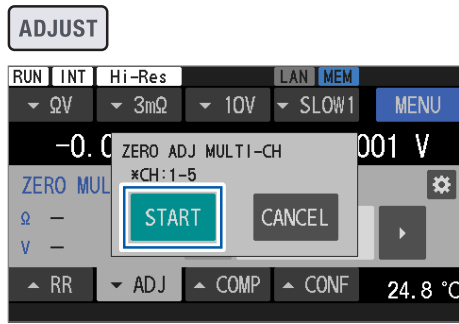 ADJUST
RUN INT Hi-Res LAN MEM
ΩV 3mΩ 10V SLOW1 MENU
-0. 001 V
ZERO ADJ MULTI-CH
※CH:1-5
ZERO MUL
START CANCEL
Ω —
V —
RR ADJ COMP CONF 24.8 °C